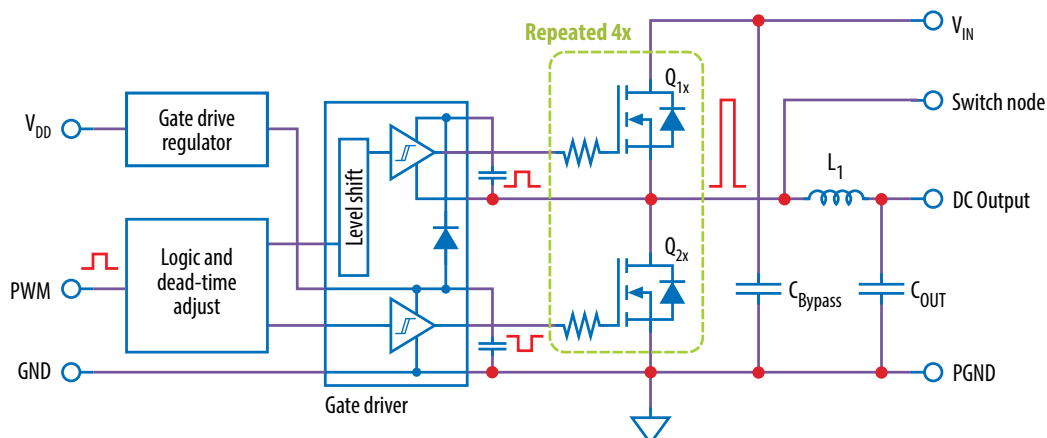 Repeated 4x
V_IN
Q_1x
Switch node
V_DD
Gate drive
regulator
Level shift
L_1
DC Output
Logic and
dead-time
adjust
PWM
Q_2x
C_Bypass
C_OUT
GND
PGND
Gate driver